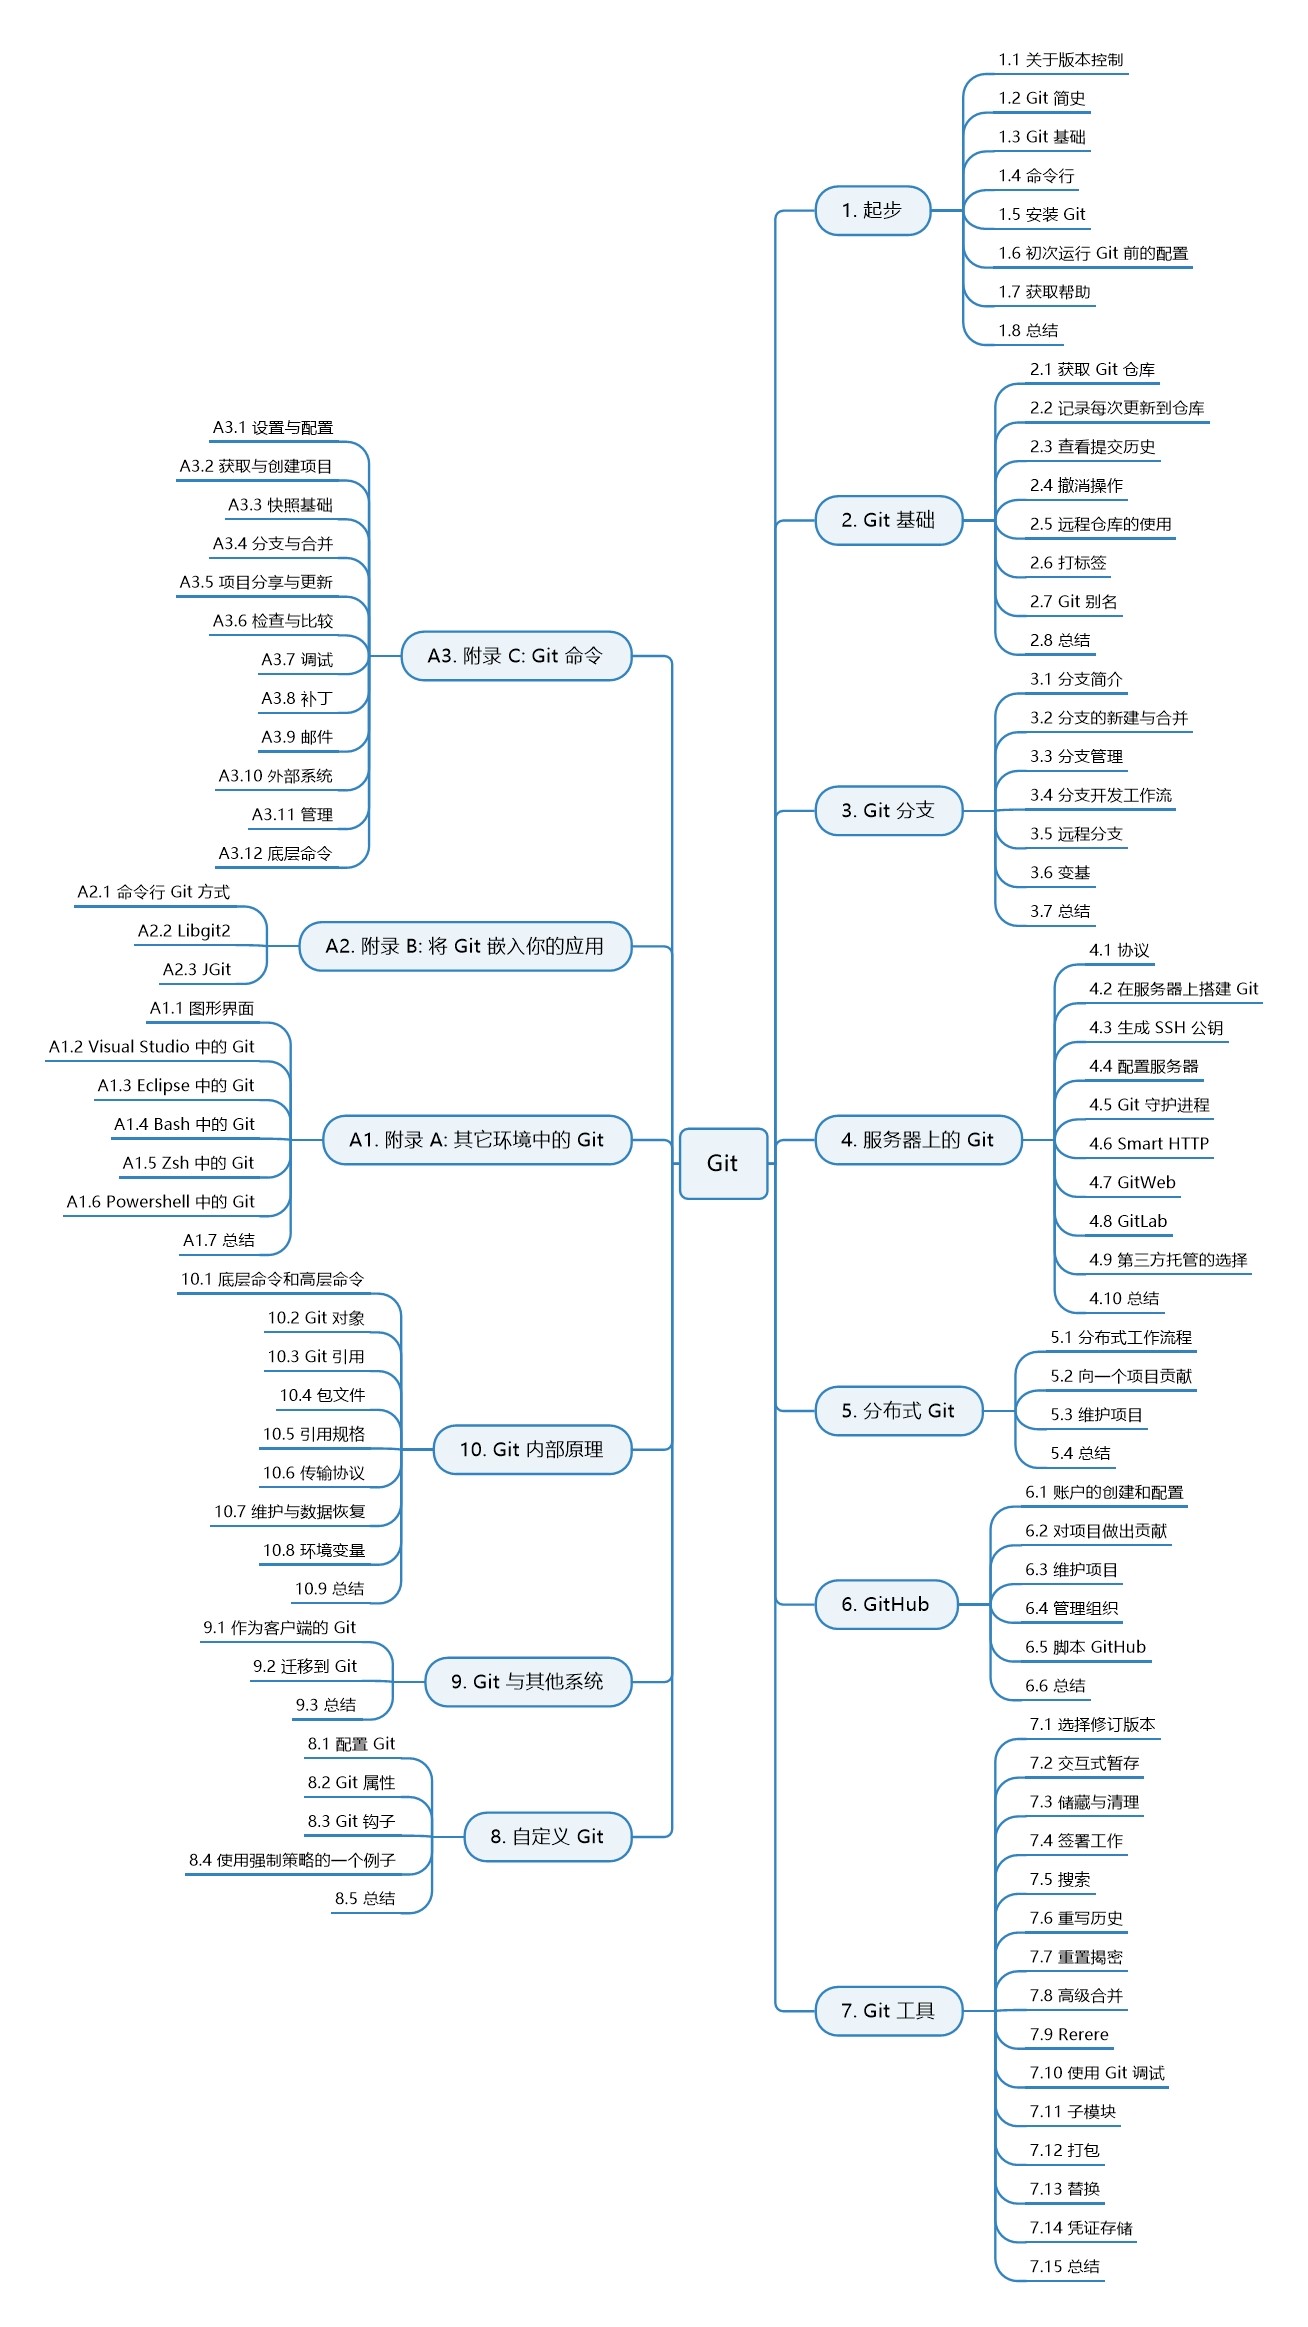 Git
1. 起步
1.1 关于版本控制
1.2 Git 简史
1.3 Git 基础
1.4 命令行
1.5 安装 Git
1.6 初次运行 Git 前的配置
1.7 获取帮助
1.8 总结
2. Git 基础
2.1 获取 Git 仓库
2.2 记录每次更新到仓库
2.3 查看提交历史
2.4 撤消操作
2.5 远程仓库的使用
2.6 打标签
2.7 Git 别名
2.8 总结
3. Git 分支
3.1 分支简介
3.2 分支的新建与合并
3.3 分支管理
3.4 分支开发工作流
3.5 远程分支
3.6 变基
3.7 总结
4. 服务器上的 Git
4.1 协议
4.2 在服务器上搭建 Git
4.3 生成 SSH 公钥
4.4 配置服务器
4.5 Git 守护进程
4.6 Smart HTTP
4.7 GitWeb
4.8 GitLab
4.9 第三方托管的选择
4.10 总结
5. 分布式 Git
5.1 分布式工作流程
5.2 向一个项目贡献
5.3 维护项目
5.4 总结
6. GitHub
6.1 账户的创建和配置
6.2 对项目做出贡献
6.3 维护项目
6.4 管理组织
6.5 脚本 GitHub
6.6 总结
7. Git 工具
7.1 选择修订版本
7.2 交互式暂存
7.3 储藏与清理
7.4 签署工作
7.5 搜索
7.6 重写历史
7.7 重置揭密
7.8 高级合并
7.9 Rerere
7.10 使用 Git 调试
7.11 子模块
7.12 打包
7.13 替换
7.14 凭证存储
7.15 总结
8. 自定义 Git
8.1 配置 Git
8.2 Git 属性
8.3 Git 钩子
8.4 使用强制策略的一个例子
8.5 总结
9. Git 与其他系统
9.1 作为客户端的 Git
9.2 迁移到 Git
9.3 总结
10. Git 内部原理
10.1 底层命令和高层命令
10.2 Git 对象
10.3 Git 引用
10.4 包文件
10.5 引用规格
10.6 传输协议
10.7 维护与数据恢复
10.8 环境变量
10.9 总结
A1. 附录 A: 其它环境中的 Git
A1.1 图形界面
A1.2 Visual Studio 中的 Git
A1.3 Eclipse 中的 Git
A1.4 Bash 中的 Git
A1.5 Zsh 中的 Git
A1.6 Powershell 中的 Git
A1.7 总结
A2. 附录 B: 将 Git 嵌入你的应用
A2.1 命令行 Git 方式
A2.2 Libgit2
A2.3 JGit
A3. 附录 C: Git 命令
A3.1 设置与配置
A3.2 获取与创建项目
A3.3 快照基础
A3.4 分支与合并
A3.5 项目分享与更新
A3.6 检查与比较
A3.7 调试
A3.8 补丁
A3.9 邮件
A3.10 外部系统
A3.11 管理
A3.12 底层命令